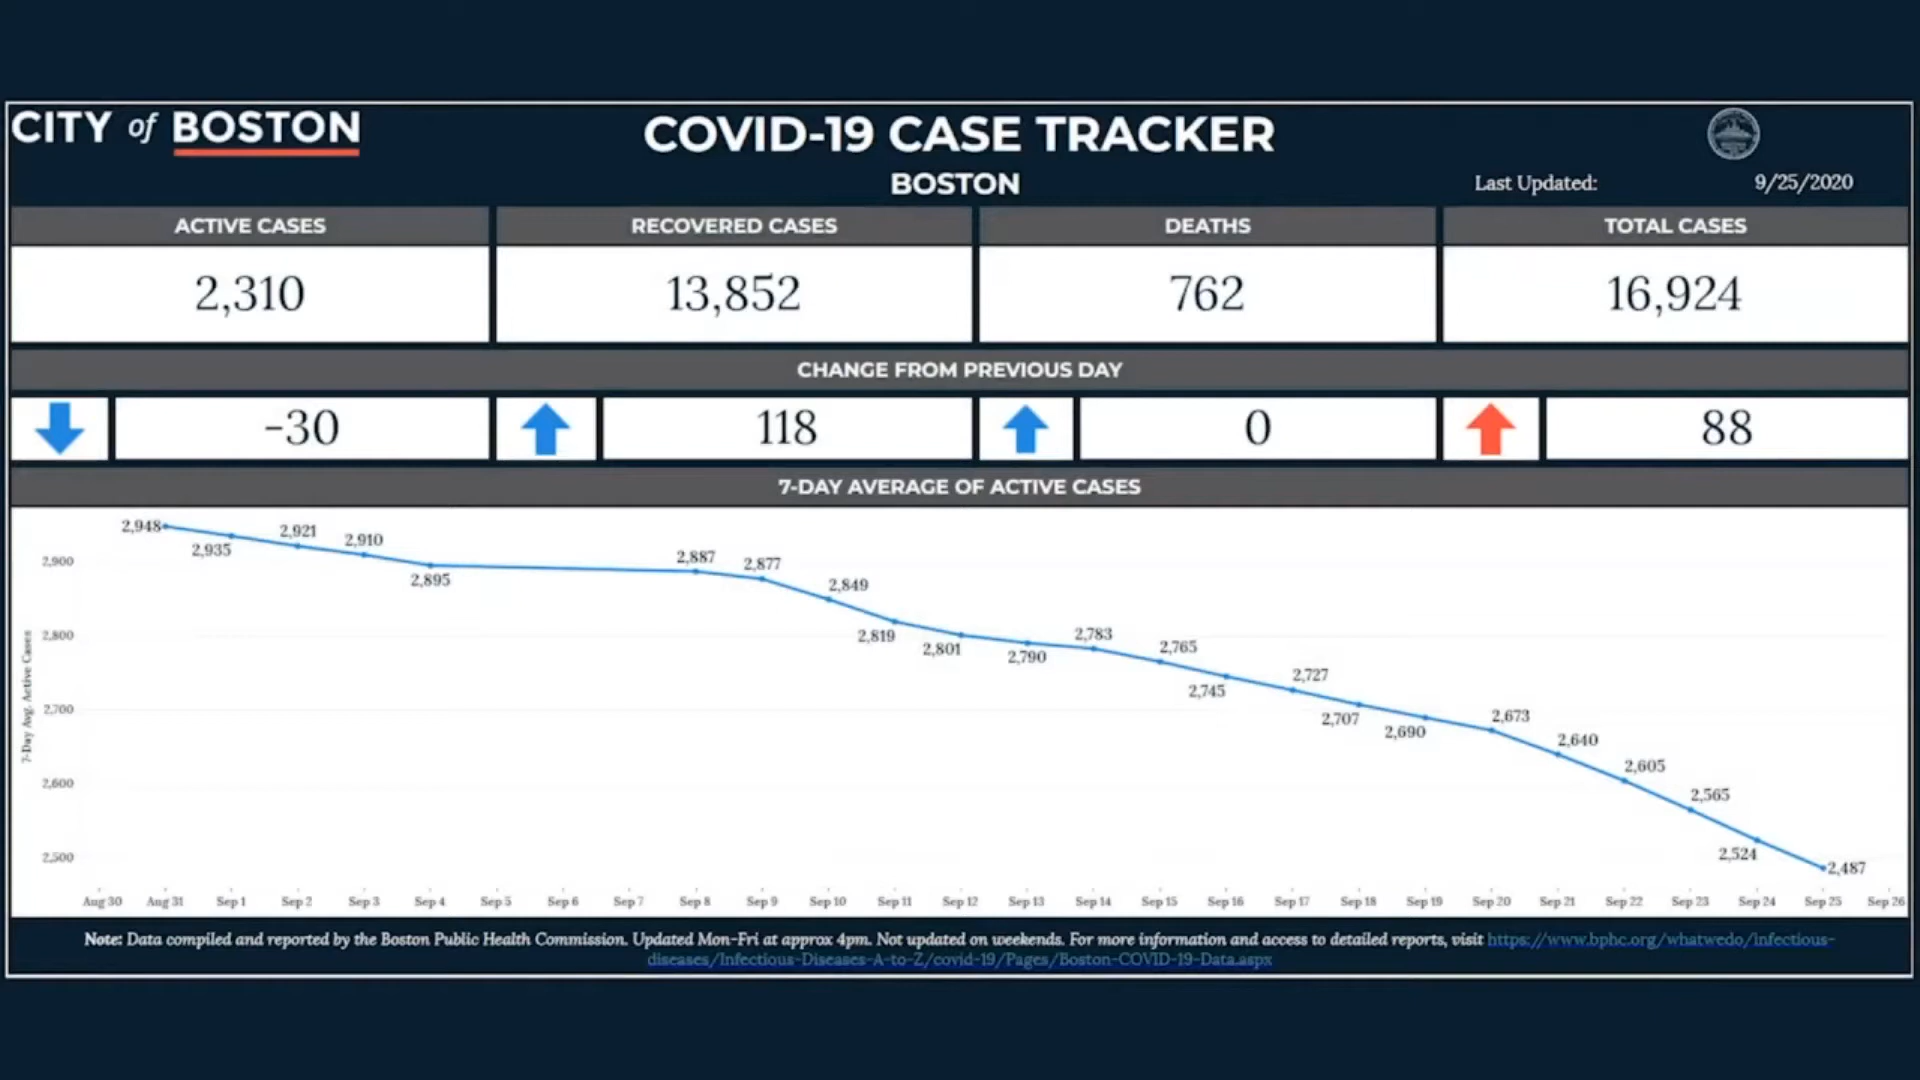 CITY of BOSTON
COVID-19 CASE TRACKER
BOSTON
Last Updated: 9/25/2020
ACTIVE CASES
RECOVERED CASES
DEATHS
TOTAL CASES
2,310
13,852
762
16,924
CHANGE FROM PREVIOUS DAY
-30
118
0
88
7-DAY AVERAGE OF ACTIVE CASES
7-Day Avg. Active Cases
2,900
2,800
2,700
2,600
2,500
2,948
2,935
2,921
2,910
2,895
2,887
2,877
2,849
2,819
2,801
2,790
2,783
2,765
2,745
2,727
2,707
2,690
2,673
2,640
2,605
2,565
2,524
2,487
Aug 30 Aug 31 Sep 1 Sep 2 Sep 3 Sep 4 Sep 5 Sep 6 Sep 7 Sep 8 Sep 9 Sep 10 Sep 11 Sep 12 Sep 13 Sep 14 Sep 15 Sep 16 Sep 17 Sep 18 Sep 19 Sep 20 Sep 21 Sep 22 Sep 23 Sep 24 Sep 25 Sep 26
Note: Data compiled and reported by the Boston Public Health Commission. Updated Mon-Fri at approx 4pm. Not updated on weekends. For more information and access to detailed reports, visit https://www.bphc.org/whatwedo/infectious-
diseases/Infectious-Diseases-A-to-Z/covid-19/Pages/Boston-COVID-19-Data.aspx